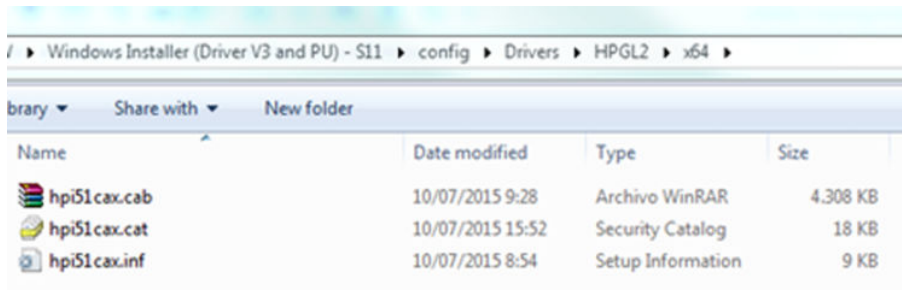 ▸ Windows Installer (Driver V3 and PU) - S11 ▸ config ▸ Drivers ▸ HPGL2 ▸ x64 ▸
Share with ▾ New folder
Name Date modified Type Size
hpi51cax.cab 10/07/2015 9:28 Archivo WinRAR 4.308 KB
hpi51cax.cat 10/07/2015 15:52 Security Catalog 18 KB
hpi51cax.inf 10/07/2015 8:54 Setup Information 9 KB